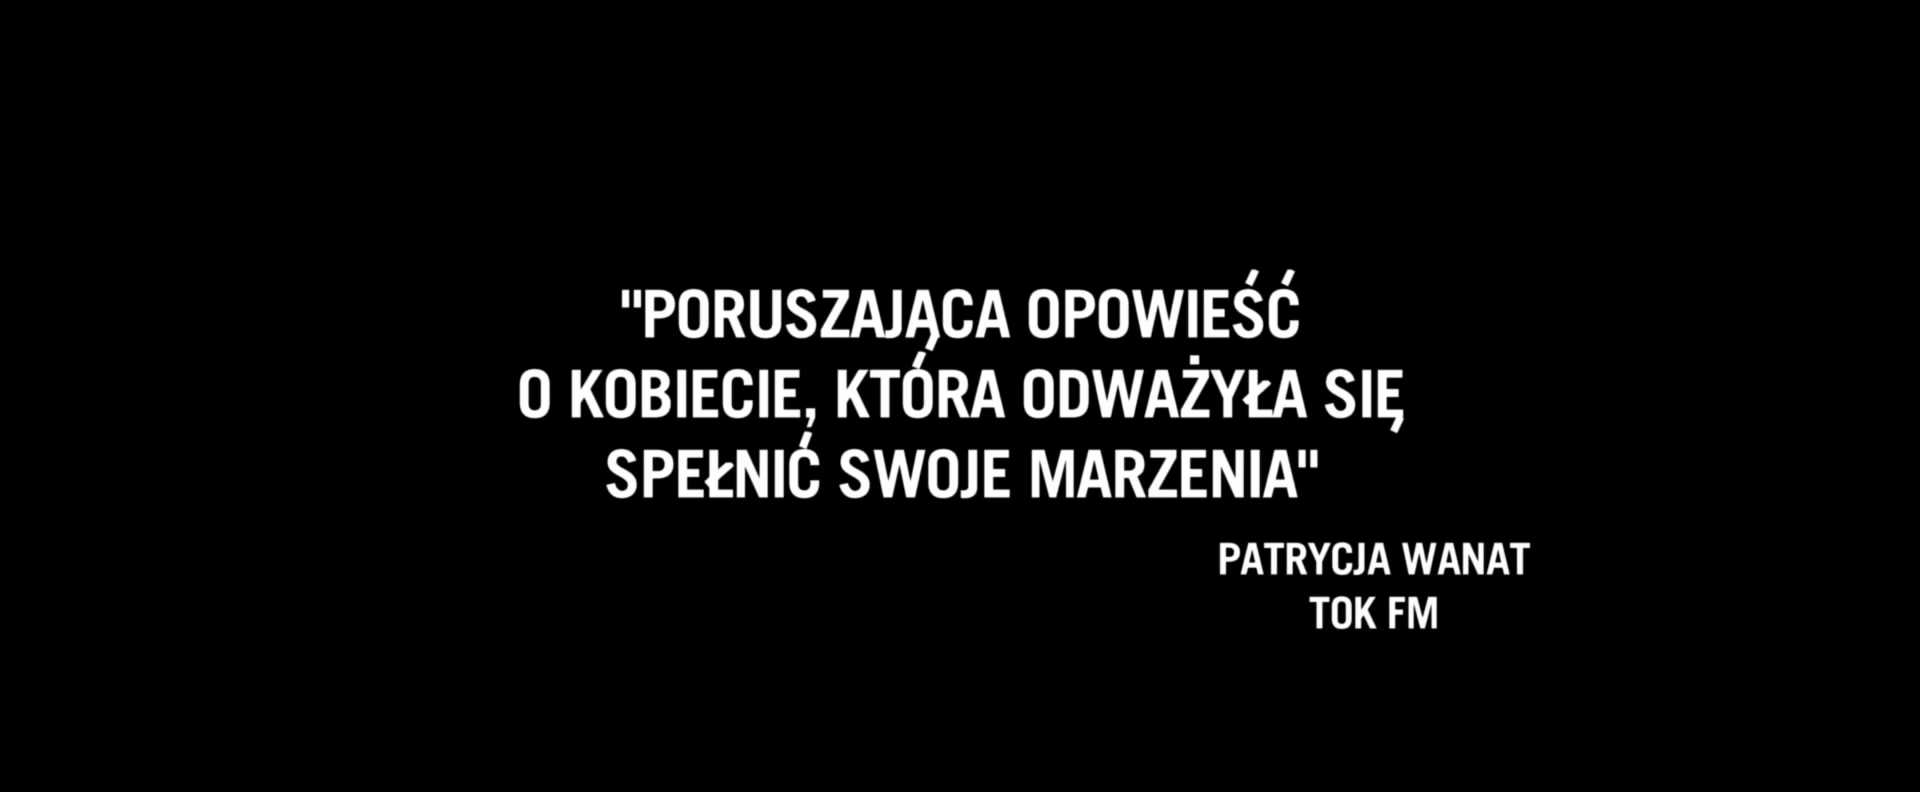 "PORUSZAJĄCA OPOWIEŚĆ
O KOBIECIE, KTÓRA ODWAŻYŁA SIĘ
SPEŁNIĆ SWOJE MARZENIA"
PATRYCJA WANAT
TOK FM